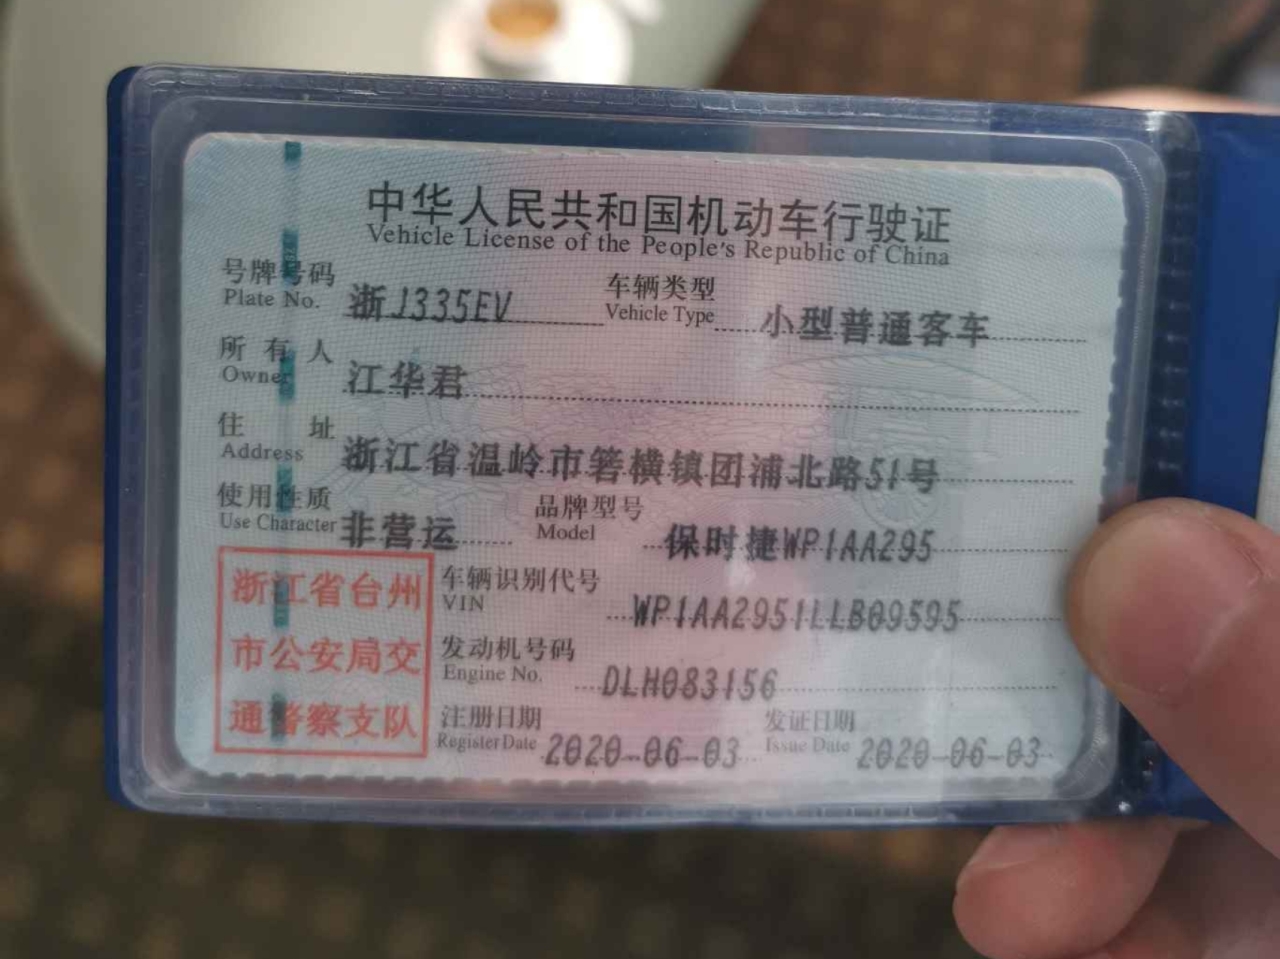 中华人民共和国机动车行驶证
Vehicle License of the People's Republic of China
号牌号码 浙J335EV 车辆类型 小型普通客车
Plate No. Vehicle Type
所有人 江华君
Owner
住址 浙江省温岭市箬横镇团浦北路51号
Address
使用性质 非营运 品牌型号 保时捷WP1AA295
Use Character Model
浙江省台州
市公安局交
通警察支队
车辆识别代号 WP1AA2951LLB09595
VIN
发动机号码 DLH083156
Engine No.
注册日期 2020-06-03 发证日期 2020-06-03
Register Date Issue Date